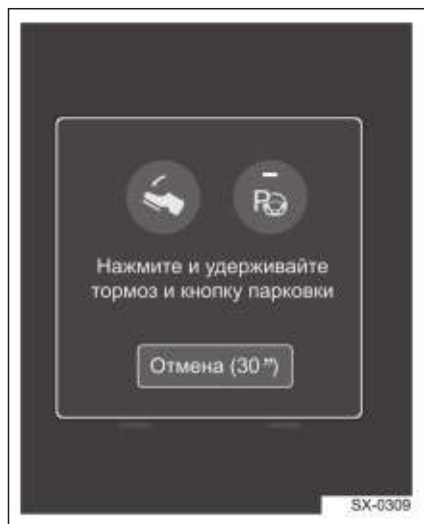 P
Нажмите и удерживайте
тормоз и кнопку парковки
Отмена (30")
SX-0309